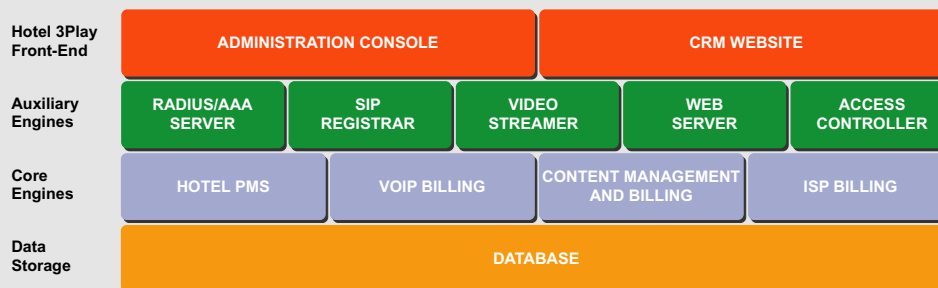 Hotel 3Play
Front-End
ADMINISTRATION CONSOLE
CRM WEBSITE
Auxiliary
Engines
RADIUS/AAA
SERVER
SIP
REGISTRAR
VIDEO
STREAMER
WEB
SERVER
ACCESS
CONTROLLER
Core
Engines
HOTEL PMS
VOIP BILLING
CONTENT MANAGEMENT
AND BILLING
ISP BILLING
Data
Storage
DATABASE